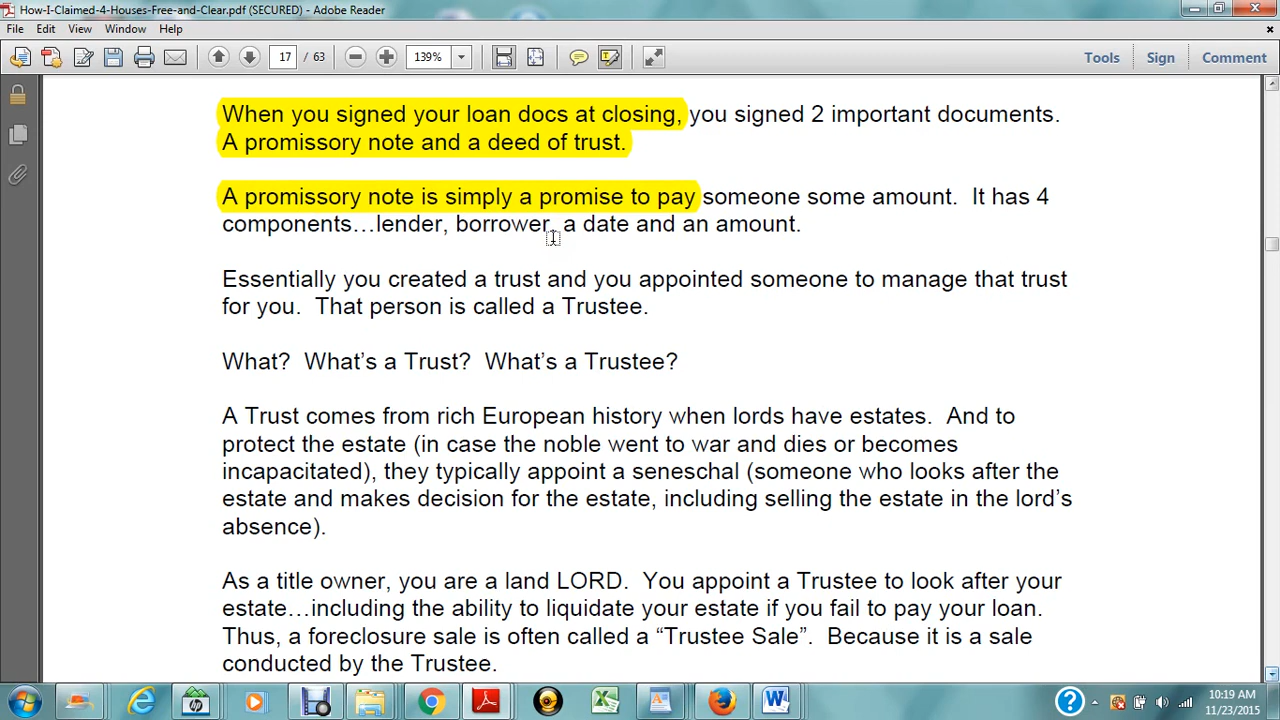 How-I-Claimed-4-Houses-Free-and-Clear.pdf (SECURED) - Adobe Reader
File Edit View Window Help
17 / 63 139% Tools Sign Comment
When you signed your loan docs at closing, you signed 2 important documents.
A promissory note and a deed of trust.
A promissory note is simply a promise to pay someone some amount. It has 4
components…lender, borrower, a date and an amount.
Essentially you created a trust and you appointed someone to manage that trust
for you. That person is called a Trustee.
What? What's a Trust? What's a Trustee?
A Trust comes from rich European history when lords have estates. And to
protect the estate (in case the noble went to war and dies or becomes
incapacitated), they typically appoint a seneschal (someone who looks after the
estate and makes decision for the estate, including selling the estate in the lord's
absence).
As a title owner, you are a land LORD. You appoint a Trustee to look after your
estate…including the ability to liquidate your estate if you fail to pay your loan.
Thus, a foreclosure sale is often called a “Trustee Sale”. Because it is a sale
conducted by the Trustee.
10:19 AM
11/23/2015